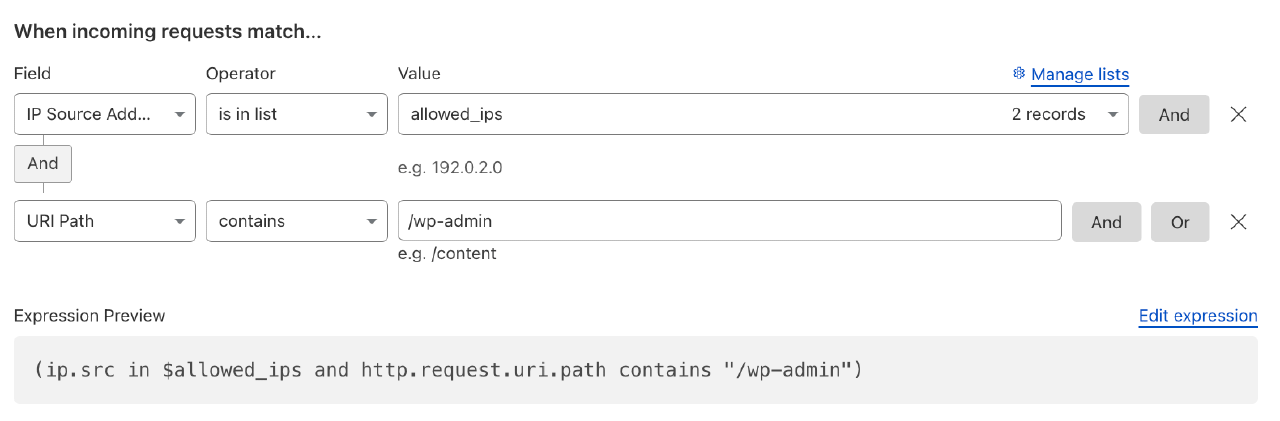 When incoming requests match...
Field Operator Value Manage lists
IP Source Add... is in list allowed_ips 2 records And
And
e.g. 192.0.2.0
URI Path contains /wp-admin And Or
e.g. /content
Expression Preview Edit expression
(ip.src in $allowed_ips and http.request.uri.path contains "/wp-admin")